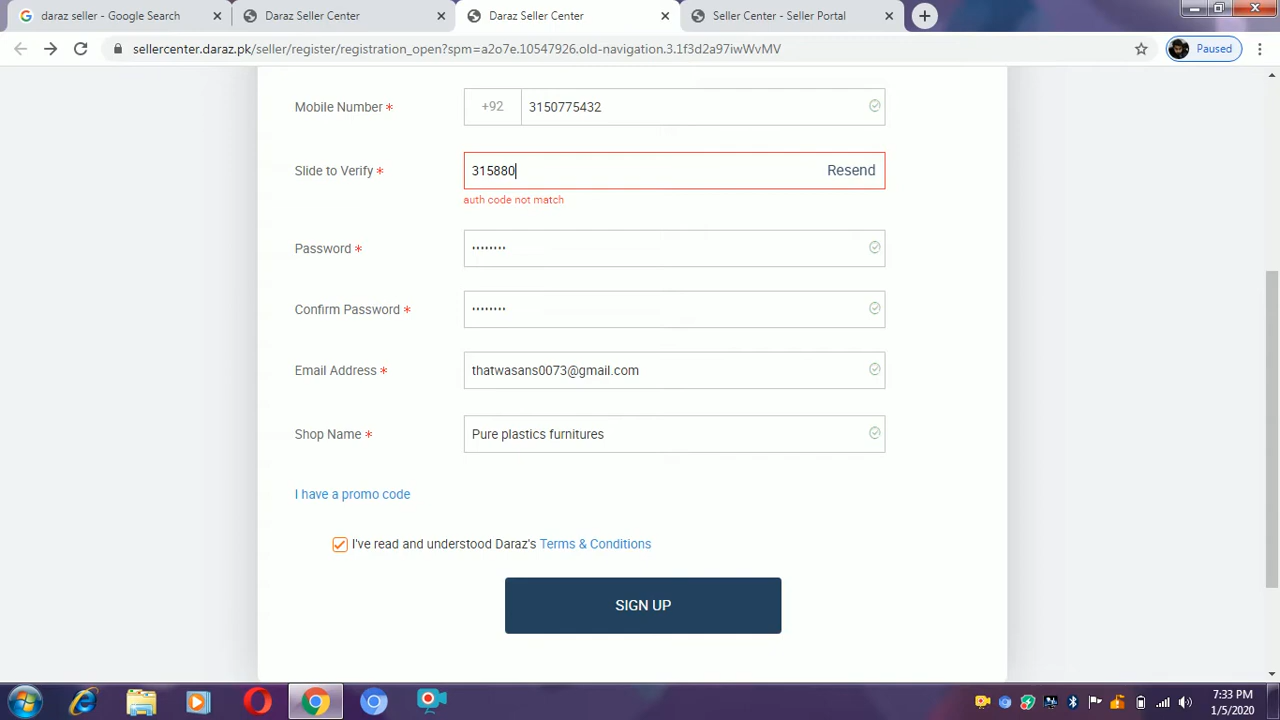 daraz seller - Google Search
Daraz Seller Center
Daraz Seller Center
Seller Center - Seller Portal
sellercenter.daraz.pk/seller/register/registration_open?spm=a2o7e.10547926.old-navigation.3.1f3d2a97iwWvMV
Paused
Mobile Number *
+92
3150775432
Slide to Verify *
315880
Resend
auth code not match
Password *
••••••••
Confirm Password *
••••••••
Email Address *
thatwasans0073@gmail.com
Shop Name *
Pure plastics furnitures
I have a promo code
I've read and understood Daraz's Terms & Conditions
SIGN UP
7:33 PM
1/5/2020